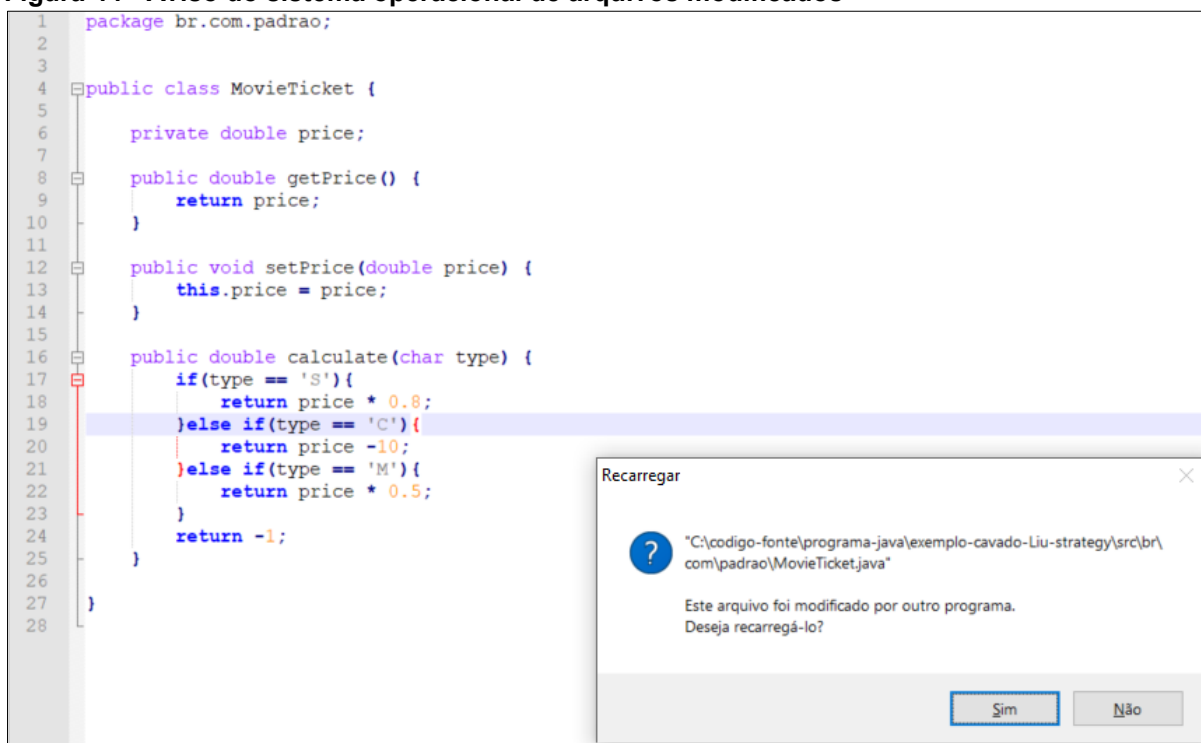 Figura - Aviso do sistema operacional de arquivos modificados
1 package br.com.padrao;
2
3
4 public class MovieTicket {
5
6 private double price;
7
8 public double getPrice() {
9 return price;
10 }
11
12 public void setPrice(double price) {
13 this.price = price;
14 }
15
16 public double calculate(char type) {
17 if(type == 'S'){
18 return price * 0.8;
19 }else if(type == 'C'){
20 return price -10;
21 }else if(type == 'M'){
22 return price * 0.5;
23 }
24 return -1;
25 }
26
27 }
28
Recarregar
"C:\codigo-fonte\programa-java\exemplo-cavado-Liu-strategy\src\br\
com\padrao\MovieTicket.java"
Este arquivo foi modificado por outro programa.
Deseja recarregá-lo?
Sim Não